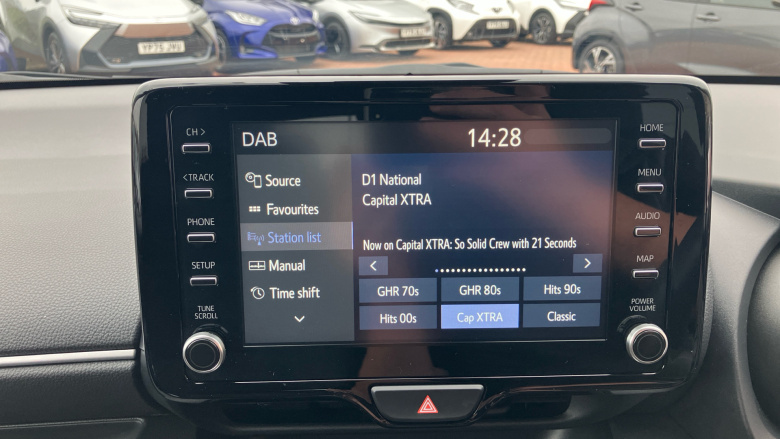 CH >
< TRACK
PHONE
SETUP
TUNE
SCROLL
DAB
14:28
Source
Favourites
Station list
Manual
Time shift
D1 National
Capital XTRA
Now on Capital XTRA: So Solid Crew with 21 Seconds
<
>
GHR 70s
GHR 80s
Hits 90s
Hits 00s
Cap XTRA
Classic
HOME
MENU
AUDIO
MAP
POWER
VOLUME